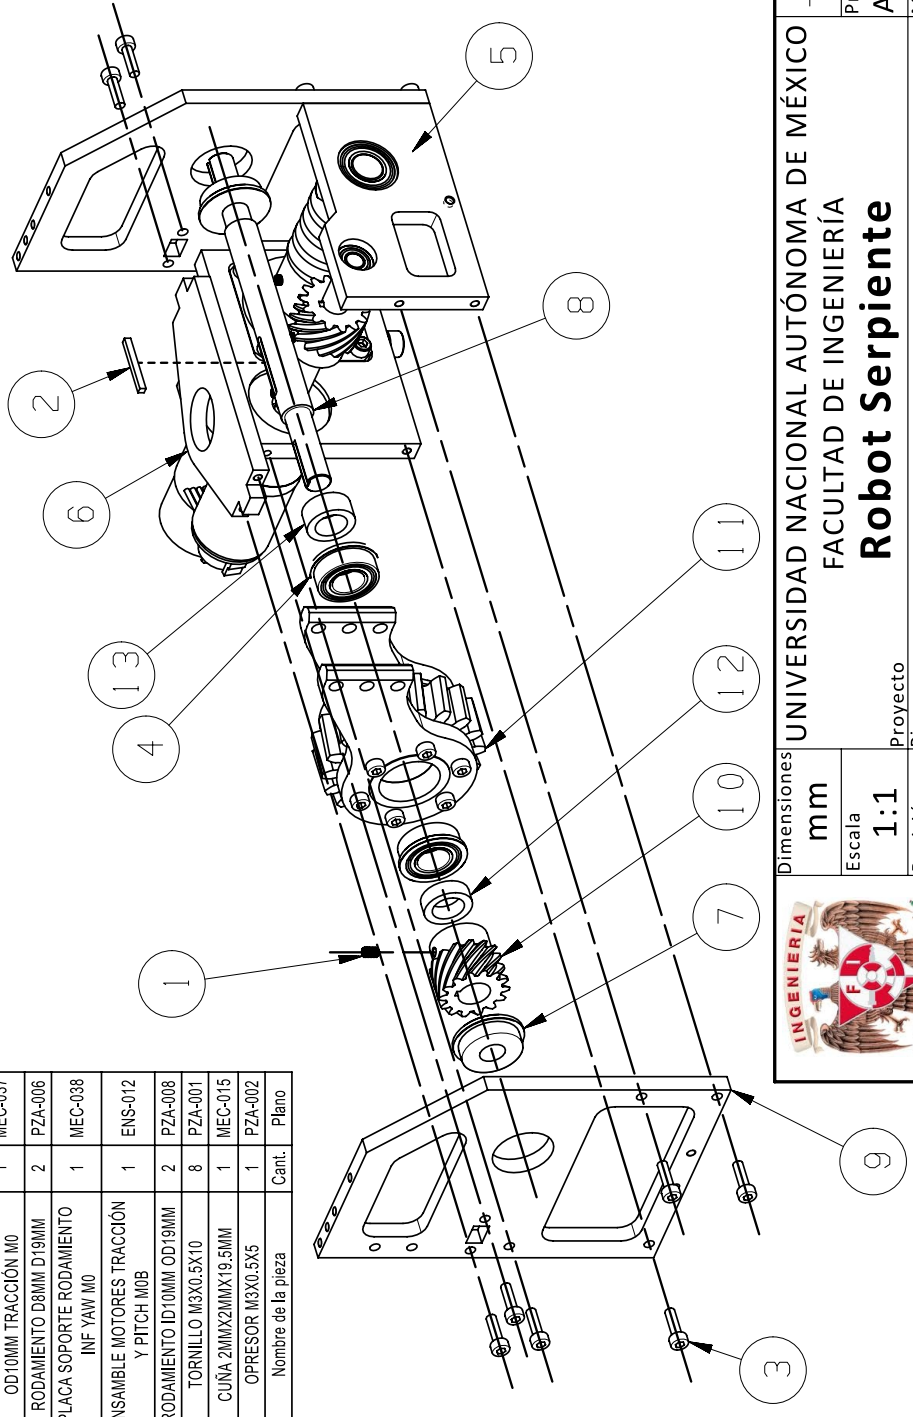 OD10MM TRACCIÓN M0
1
RODAMIENTO D8MM D19MM
2
PZA-006
PLACA SOPORTE RODAMIENTO
INF YAW M0
1
MEC-038
ENSAMBLE MOTORES TRACCIÓN
Y PITCH M0B
1
ENS-012
RODAMIENTO ID10MM OD19MM
2
PZA-008
TORNILLO M3X0.5X10
8
PZA-001
CUÑA 2MMX2MMX19.5MM
1
MEC-015
OPRESOR M3X0.5X5
1
PZA-002
Nombre de la pieza
Cant.
Plano
1
2
3
4
5
6
7
8
9
10
11
12
13
INGENIERIA
F I
Dimensiones
mm
Escala
1:1
UNIVERSIDAD NACIONAL AUTÓNOMA DE MÉXICO
FACULTAD DE INGENIERÍA
Proyecto
Robot Serpiente